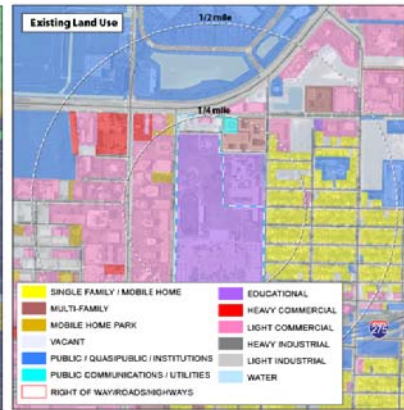 Existing Land Use
1/2 mile
1/4 mile
275
SINGLE FAMILY / MOBILE HOME
MULTI-FAMILY
MOBILE HOME PARK
VACANT
PUBLIC / QUASIPUBLIC / INSTITUTIONS
PUBLIC COMMUNICATIONS / UTILITIES
RIGHT OF WAY/ROADS/HIGHWAYS
EDUCATIONAL
HEAVY COMMERCIAL
LIGHT COMMERCIAL
HEAVY INDUSTRIAL
LIGHT INDUSTRIAL
WATER